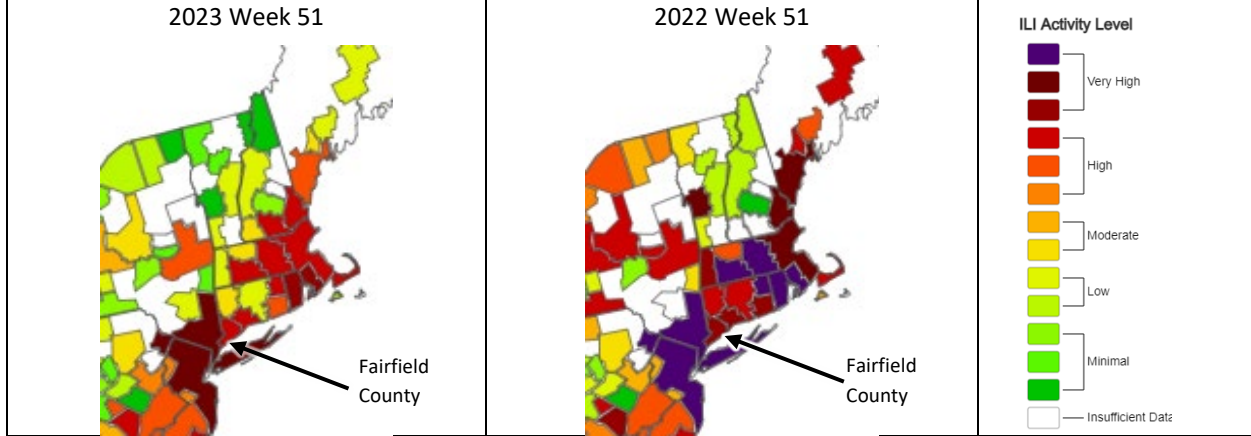 2023 Week 51
2022 Week 51
ILI Activity Level
Very High
High
Moderate
Low
Minimal
Insufficient Data
Fairfield
County
Fairfield
County